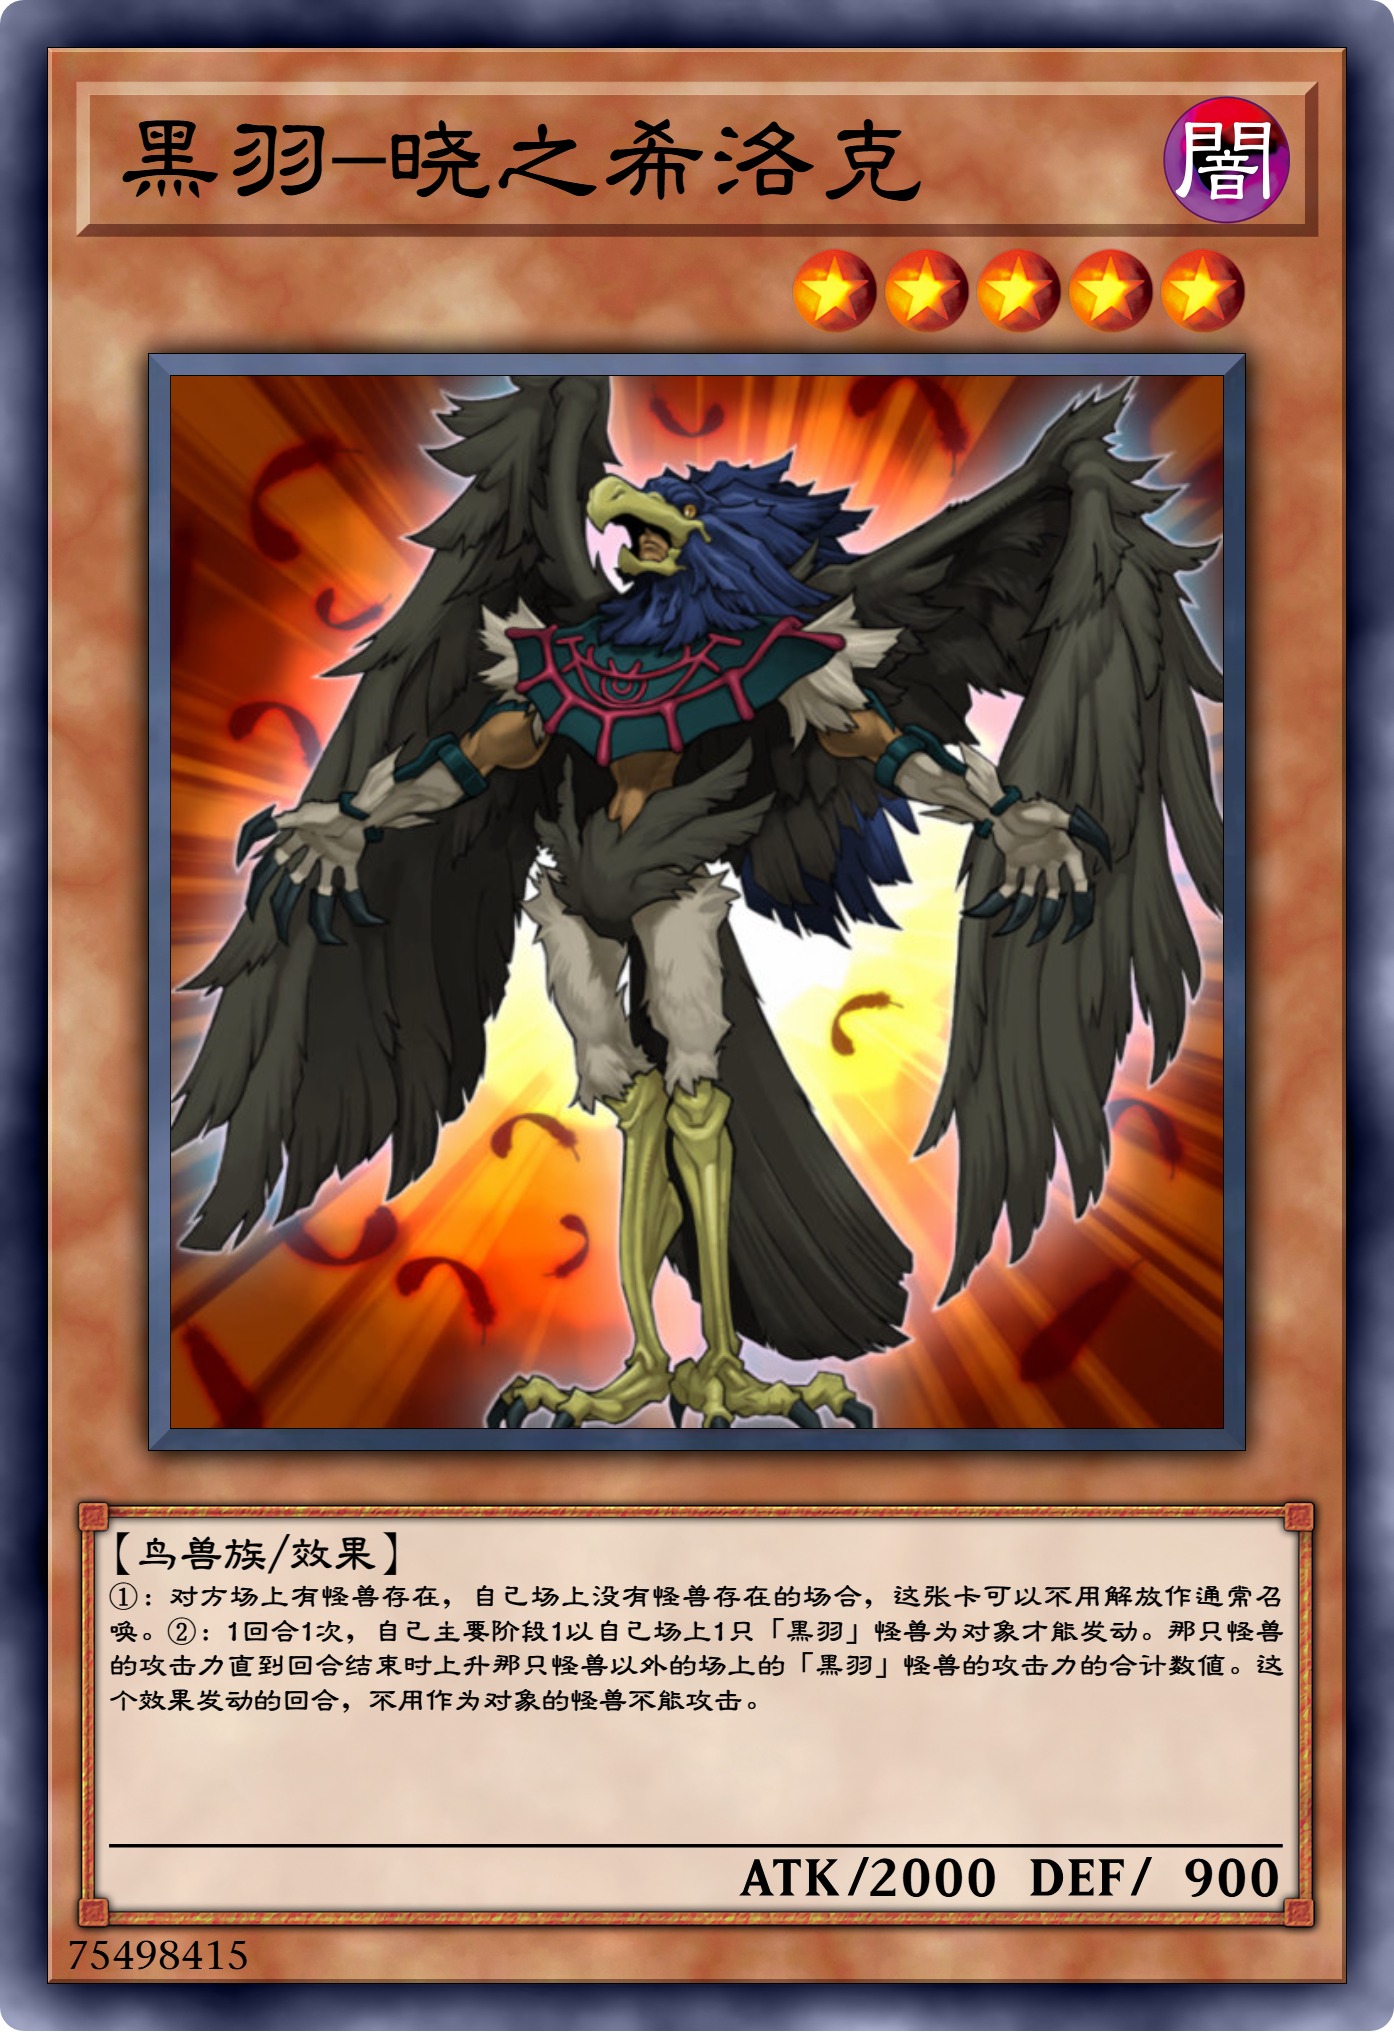 黑羽-晓之希洛克
闇
【鸟兽族/效果】
①：对方场上有怪兽存在，自己场上没有怪兽存在的场合，这张卡可以不用解放作通常召
唤。②：1回合1次，自己主要阶段1以自己场上1只「黑羽」怪兽为对象才能发动。那只怪兽
的攻击力直到回合结束时上升那只怪兽以外的场上的「黑羽」怪兽的攻击力的合计数值。这
个效果发动的回合，不用作为对象的怪兽不能攻击。
ATK/2000 DEF/ 900
75498415